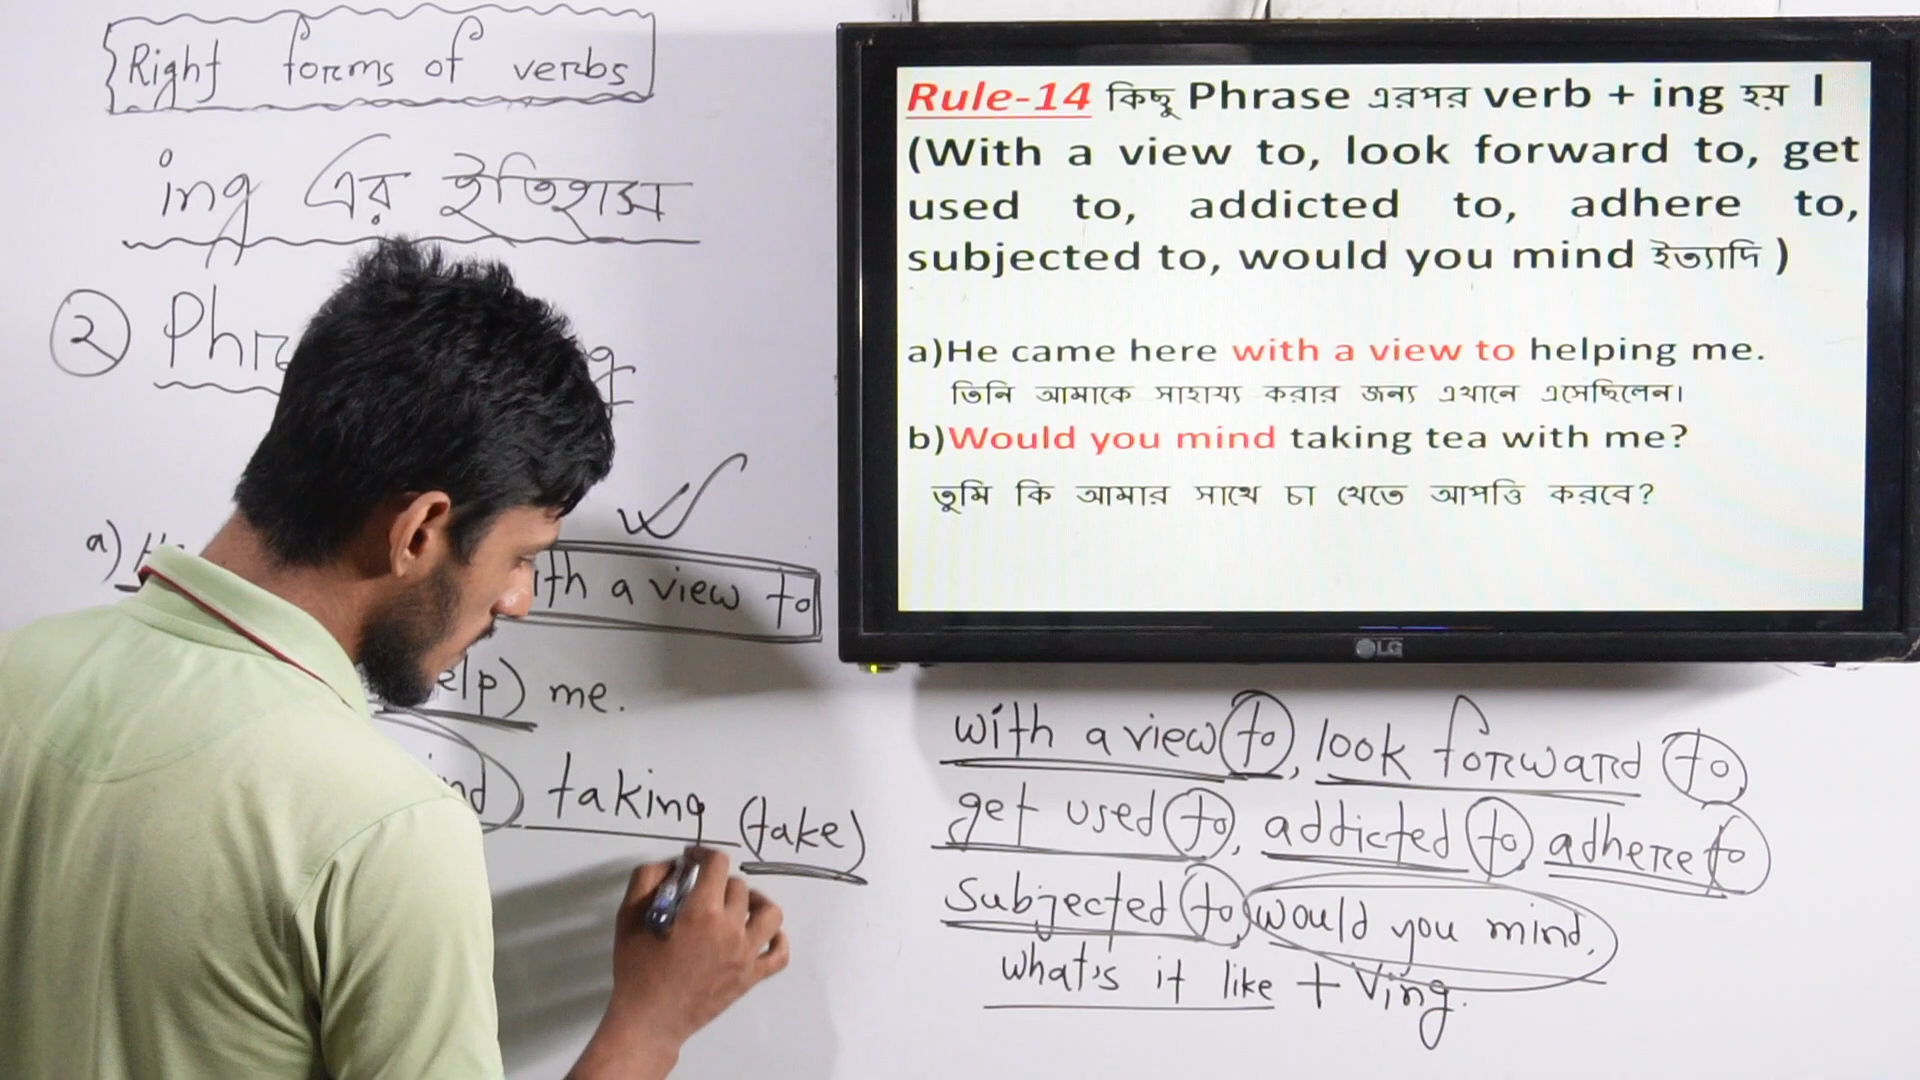 Right forms of verbs
ing এর ইতিহাস
২
a)
with a view to
help) me.
taking (take)
Rule-14 কিছু Phrase এরপর verb + ing হয় ।
(With a view to, look forward to, get
used to, addicted to, adhere to,
subjected to, would you mind ইত্যাদি )
a)He came here with a view to helping me.
তিনি আমাকে সাহায্য করার জন্য এখানে এসেছিলেন।
b)Would you mind taking tea with me?
তুমি কি আমার সাথে চা খেতে আপত্তি করবে?
LG
with a view to, look forward to
get used to, addicted to adhere to
subjected to, would you mind,
what's it like + Ving.